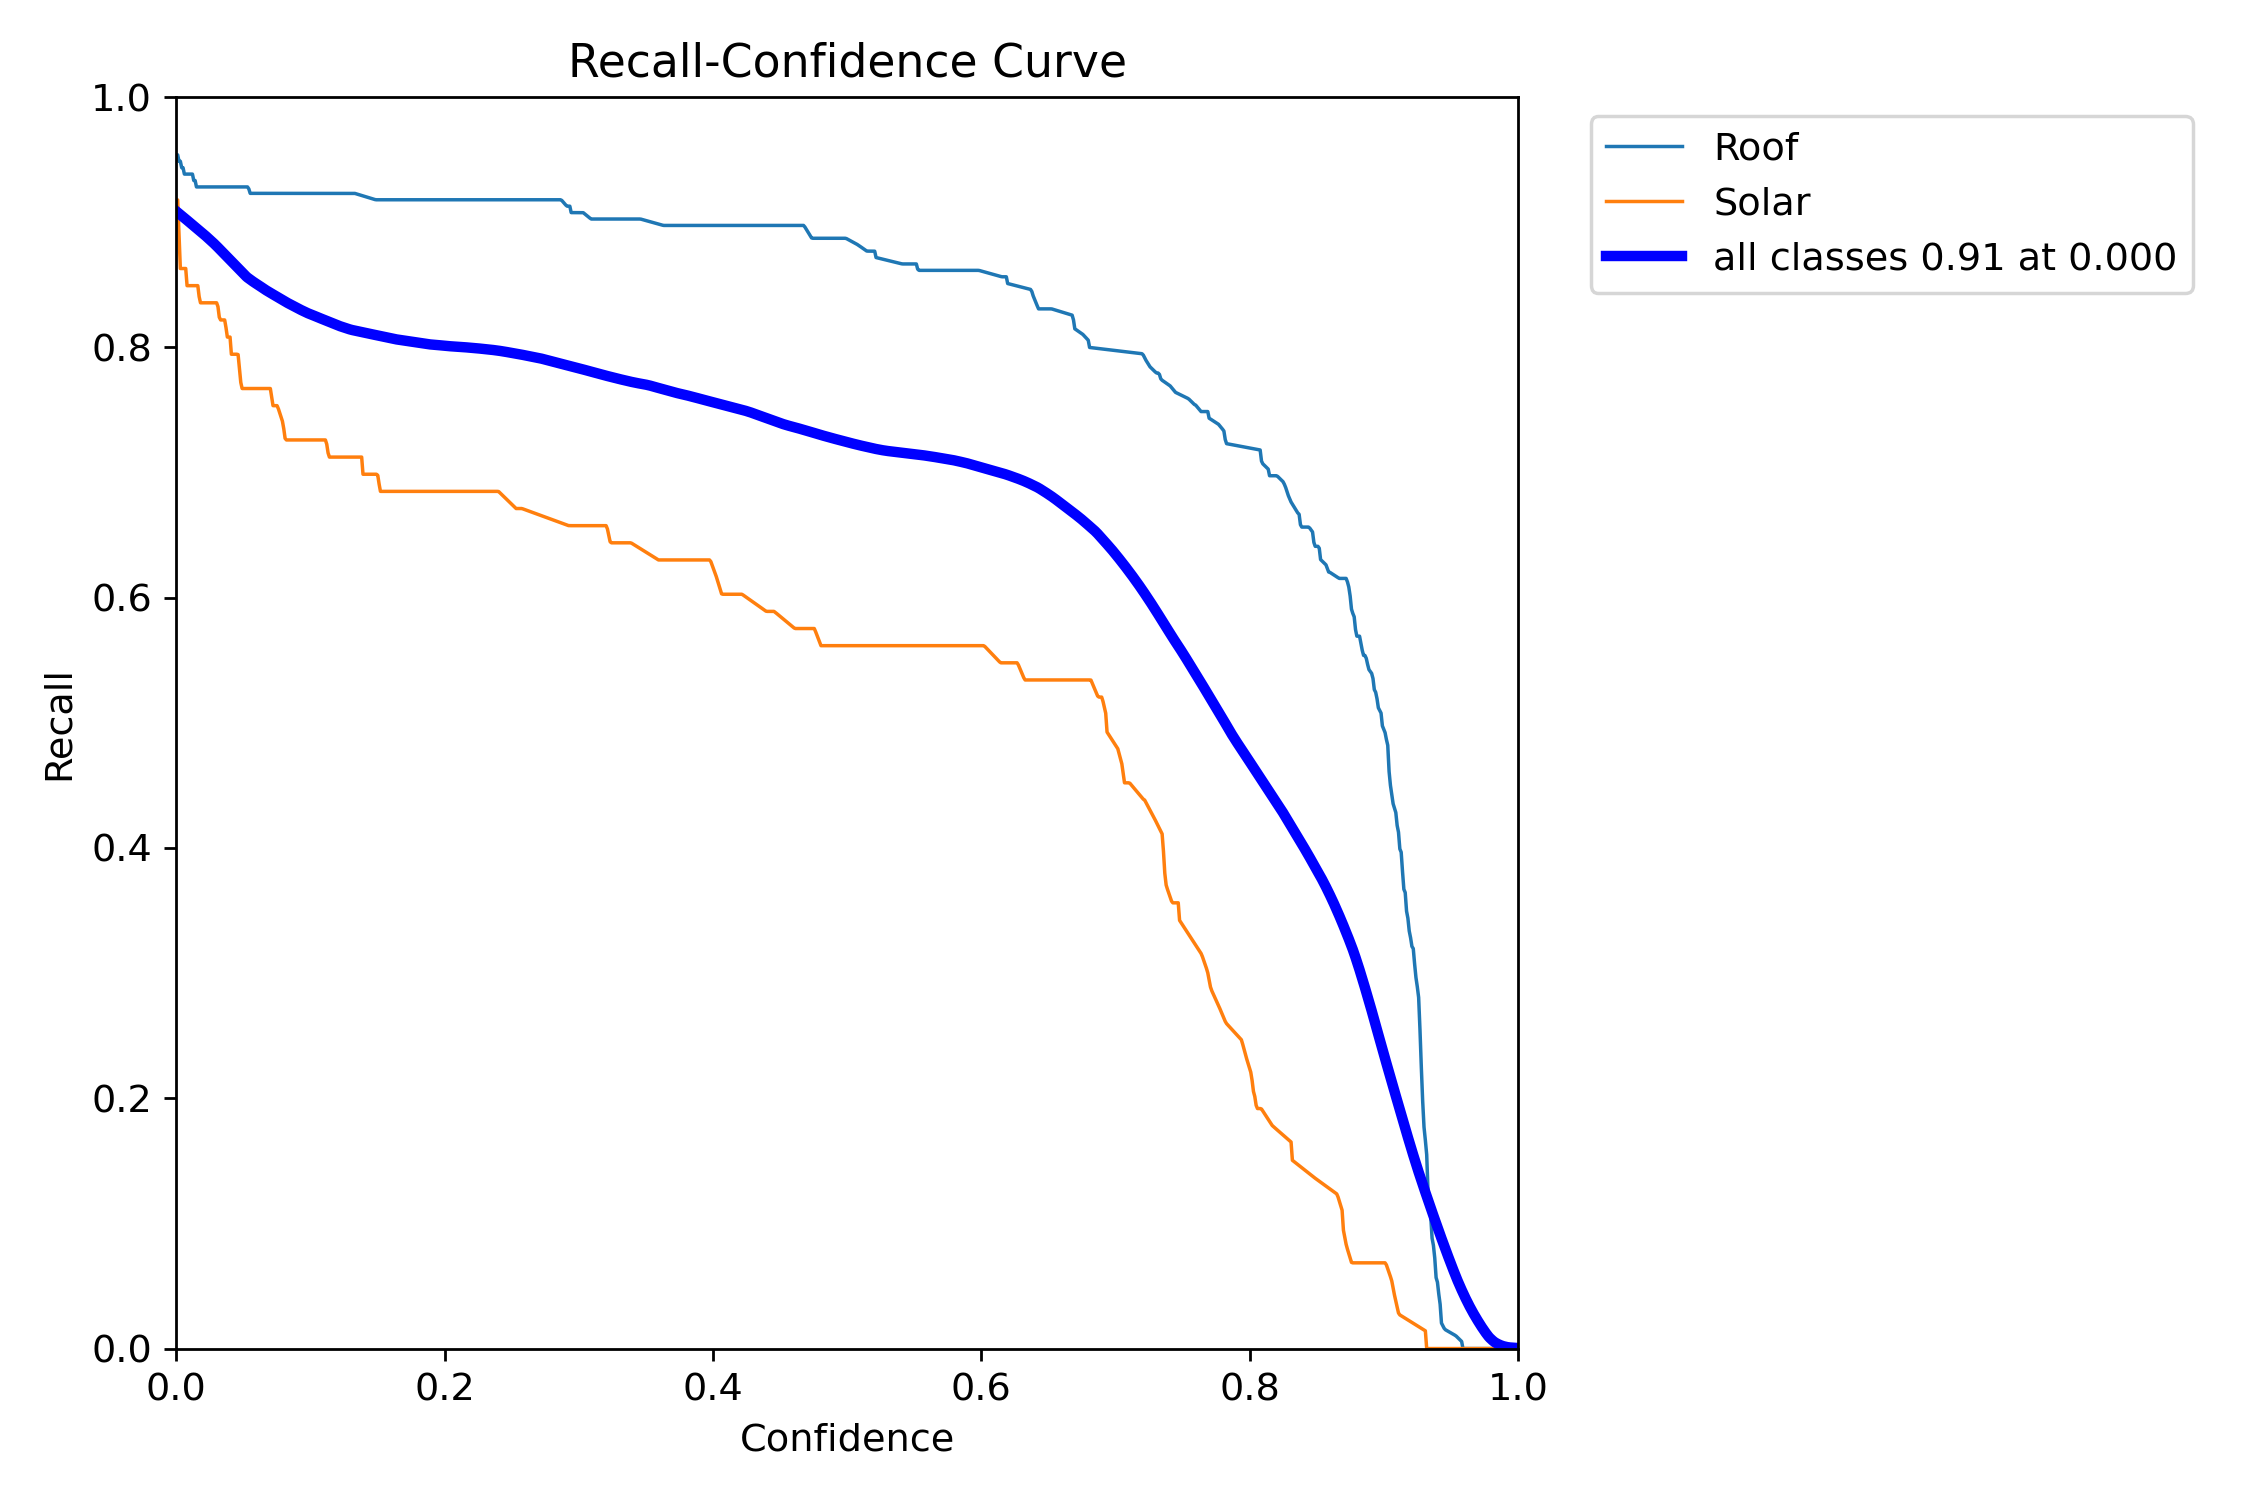 Recall-Confidence Curve
1.0
0.8
0.6
0.4
0.2
0.0
Recall
0.0 0.2 0.4 0.6 0.8 1.0
Confidence
Roof
Solar
all classes 0.91 at 0.000